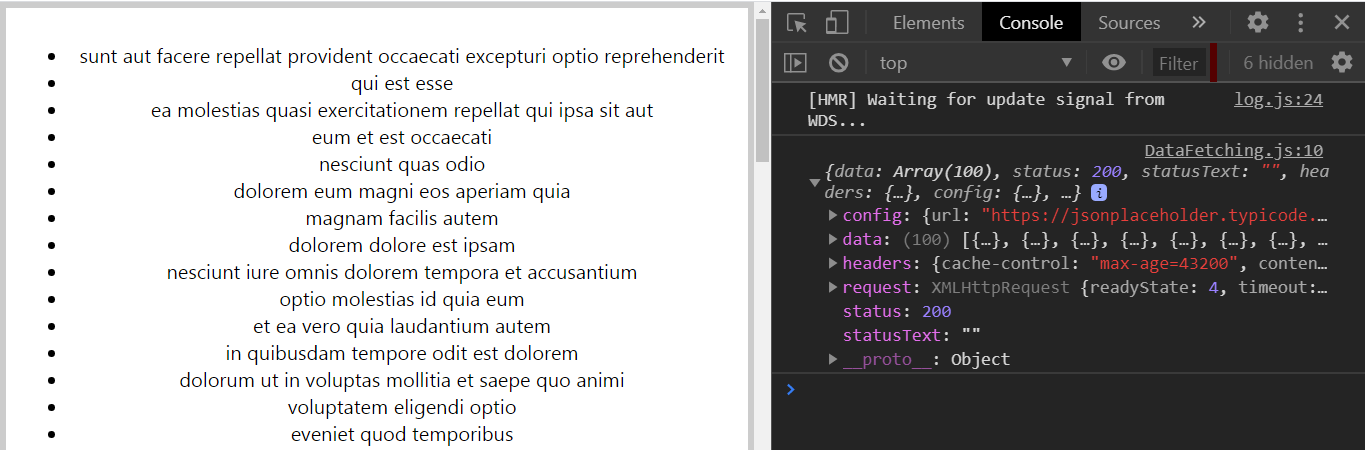 sunt aut facere repellat provident occaecati excepturi optio reprehenderit
qui est esse
ea molestias quasi exercitationem repellat qui ipsa sit aut
eum et est occaecati
nesciunt quas odio
dolorem eum magni eos aperiam quia
magnam facilis autem
dolorem dolore est ipsam
nesciunt iure omnis dolorem tempora et accusantium
optio molestias id quia eum
et ea vero quia laudantium autem
in quibusdam tempore odit est dolorem
dolorum ut in voluptas mollitia et saepe quo animi
voluptatem eligendi optio
eveniet quod temporibus
Elements Console Sources »
top Filter 6 hidden
[HMR] Waiting for update signal from log.js:24
WDS...
DataFetching.js:10
{data: Array(100), status: 200, statusText: "", hea
ders: {…}, config: {…}, …} i
config: {url: "https://jsonplaceholder.typicode.…
data: (100) [{…}, {…}, {…}, {…}, {…}, {…}, {…}, …
headers: {cache-control: "max-age=43200", conten…
request: XMLHttpRequest {readyState: 4, timeout:…
status: 200
statusText: ""
__proto__: Object